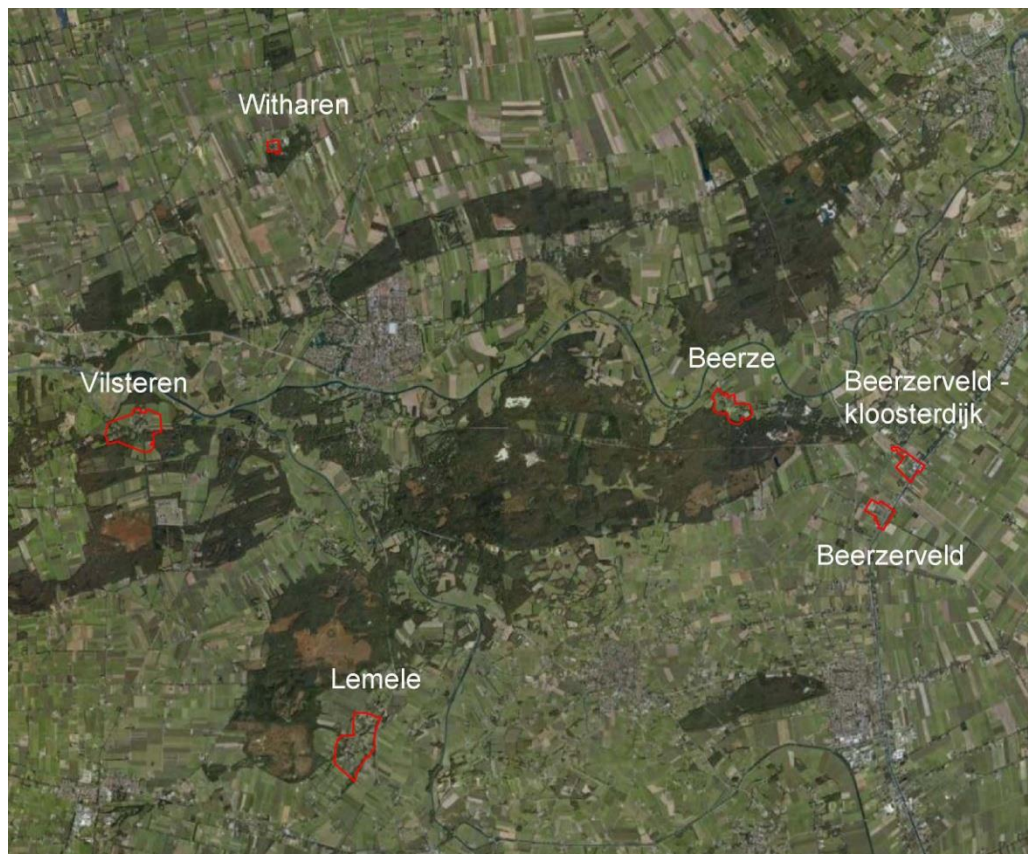 Witharen
Vilsteren
Beerze
Beerzerveld -
kloosterdijk
Beerzerveld
Lemele